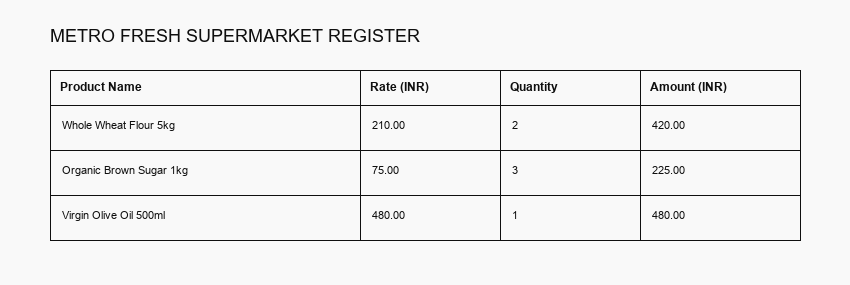 METRO FRESH SUPERMARKET REGISTER
Product Name Rate (INR) Quantity Amount (INR)
Whole Wheat Flour 5kg 210.00 2 420.00
Organic Brown Sugar 1kg 75.00 3 225.00
Virgin Olive Oil 500ml 480.00 1 480.00